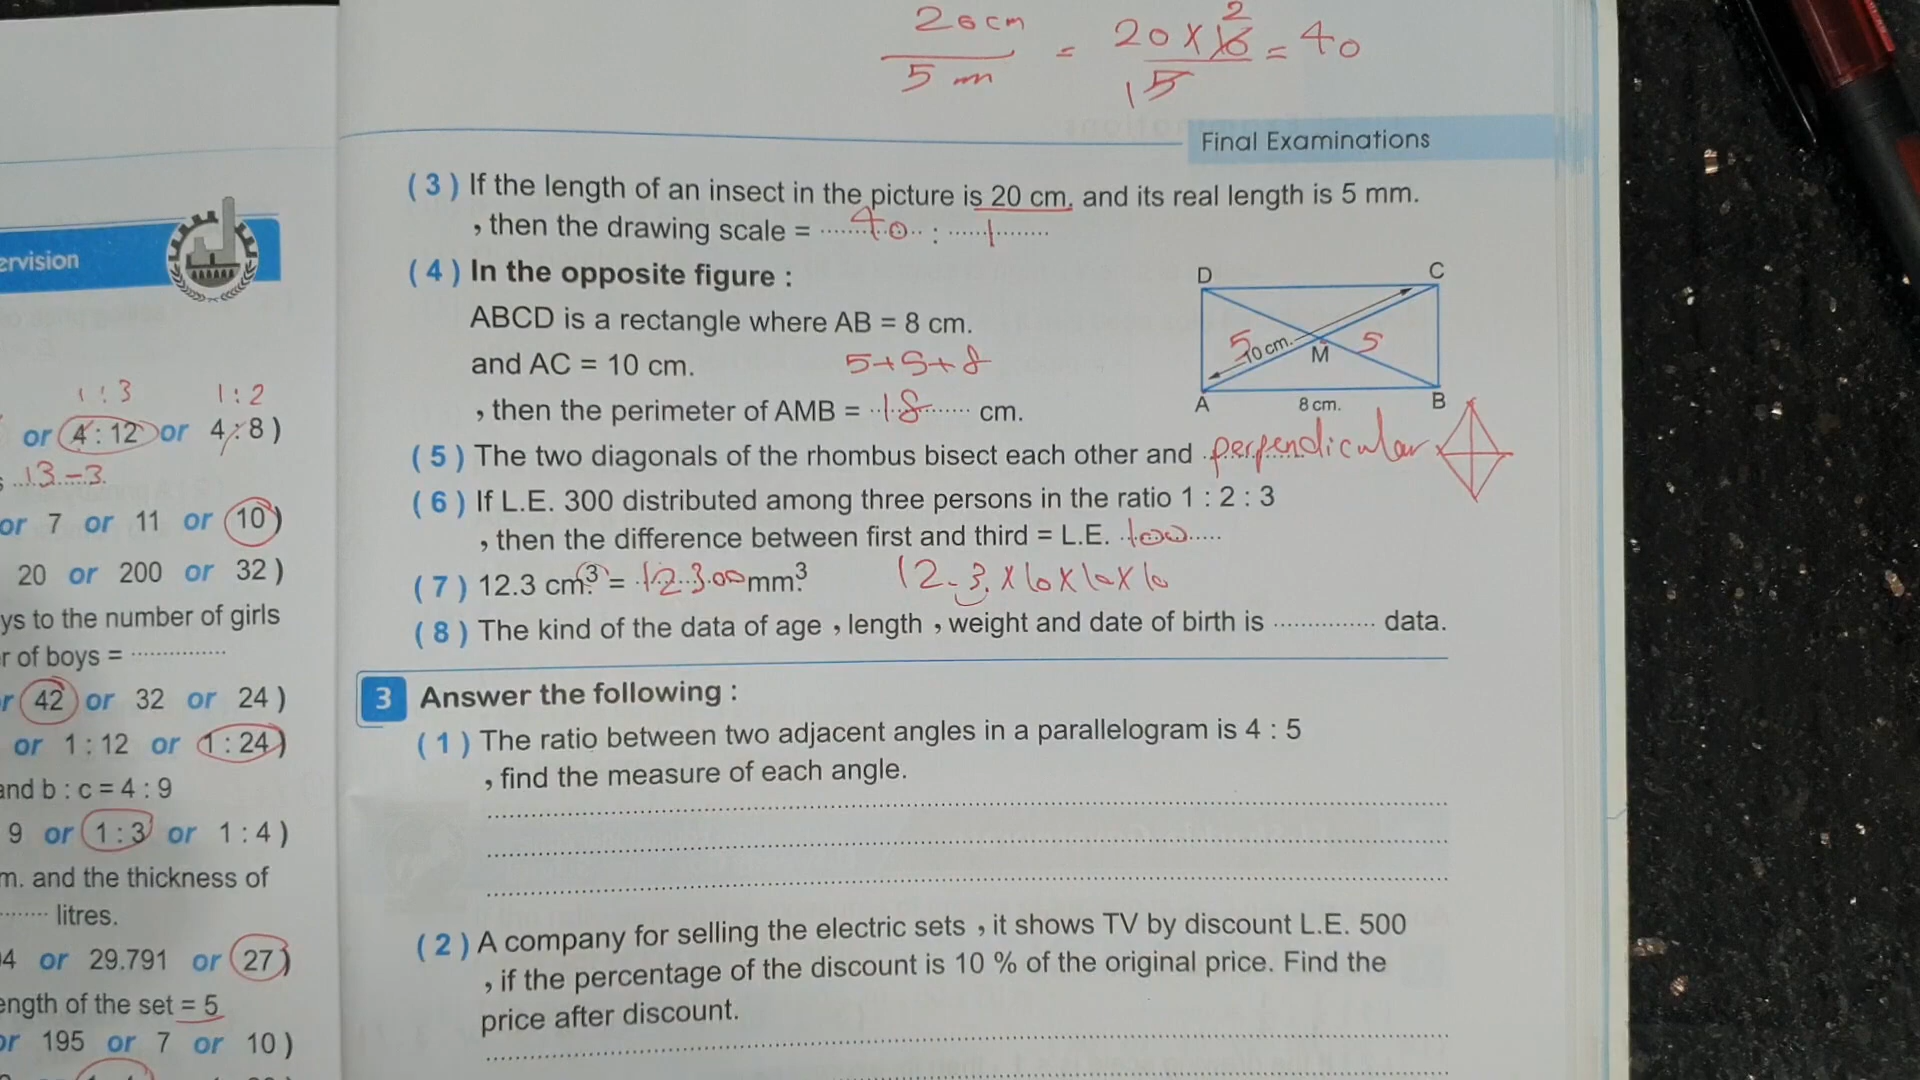 20 cm / 5 mm = 20 × 10 / 5 = 40
2
1
Final Examinations
ervision
or 4 : 12 or 4 : 8 )
1 : 3 1 : 2
13 - 3
or 7 or 11 or 10 )
20 or 200 or 32 )
ys to the number of girls
r of boys = ..............
r 42 or 32 or 24 )
or 1 : 12 or 1 : 24 )
and b : c = 4 : 9
9 or 1 : 3 or 1 : 4 )
m. and the thickness of
........ litres.
4 or 29.791 or 27 )
ength of the set = 5
or 195 or 7 or 10 )
( 3 ) If the length of an insect in the picture is 20 cm. and its real length is 5 mm.
, then the drawing scale = 40 : 1
( 4 ) In the opposite figure :
ABCD is a rectangle where AB = 8 cm.
and AC = 10 cm.
5 + 5 + 8
, then the perimeter of AMB = 18 cm.
D C
5 10 cm. M 5
A 8 cm. B
( 5 ) The two diagonals of the rhombus bisect each other and perpendicular
( 6 ) If L.E. 300 distributed among three persons in the ratio 1 : 2 : 3
, then the difference between first and third = L.E. 100
( 7 ) 12.3 cm³ = 12300 mm³ 12.3 × 10 × 10 × 10
( 8 ) The kind of the data of age , length , weight and date of birth is ............... data.
3 Answer the following :
( 1 ) The ratio between two adjacent angles in a parallelogram is 4 : 5
, find the measure of each angle.
( 2 ) A company for selling the electric sets , it shows TV by discount L.E. 500
, if the percentage of the discount is 10 % of the original price. Find the
price after discount.